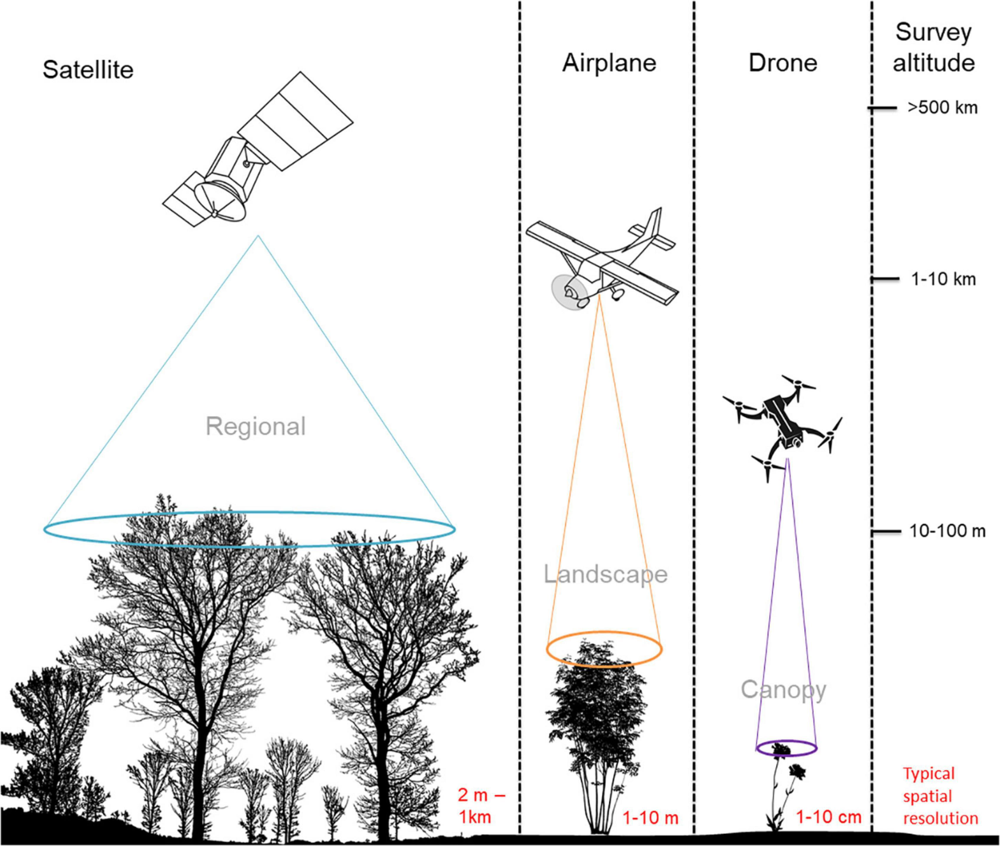 Satellite
Airplane
Drone
Survey
altitude
>500 km
1-10 km
10-100 m
Regional
Landscape
Canopy
2 m –
1km
1-10 m
1-10 cm
Typical
spatial
resolution